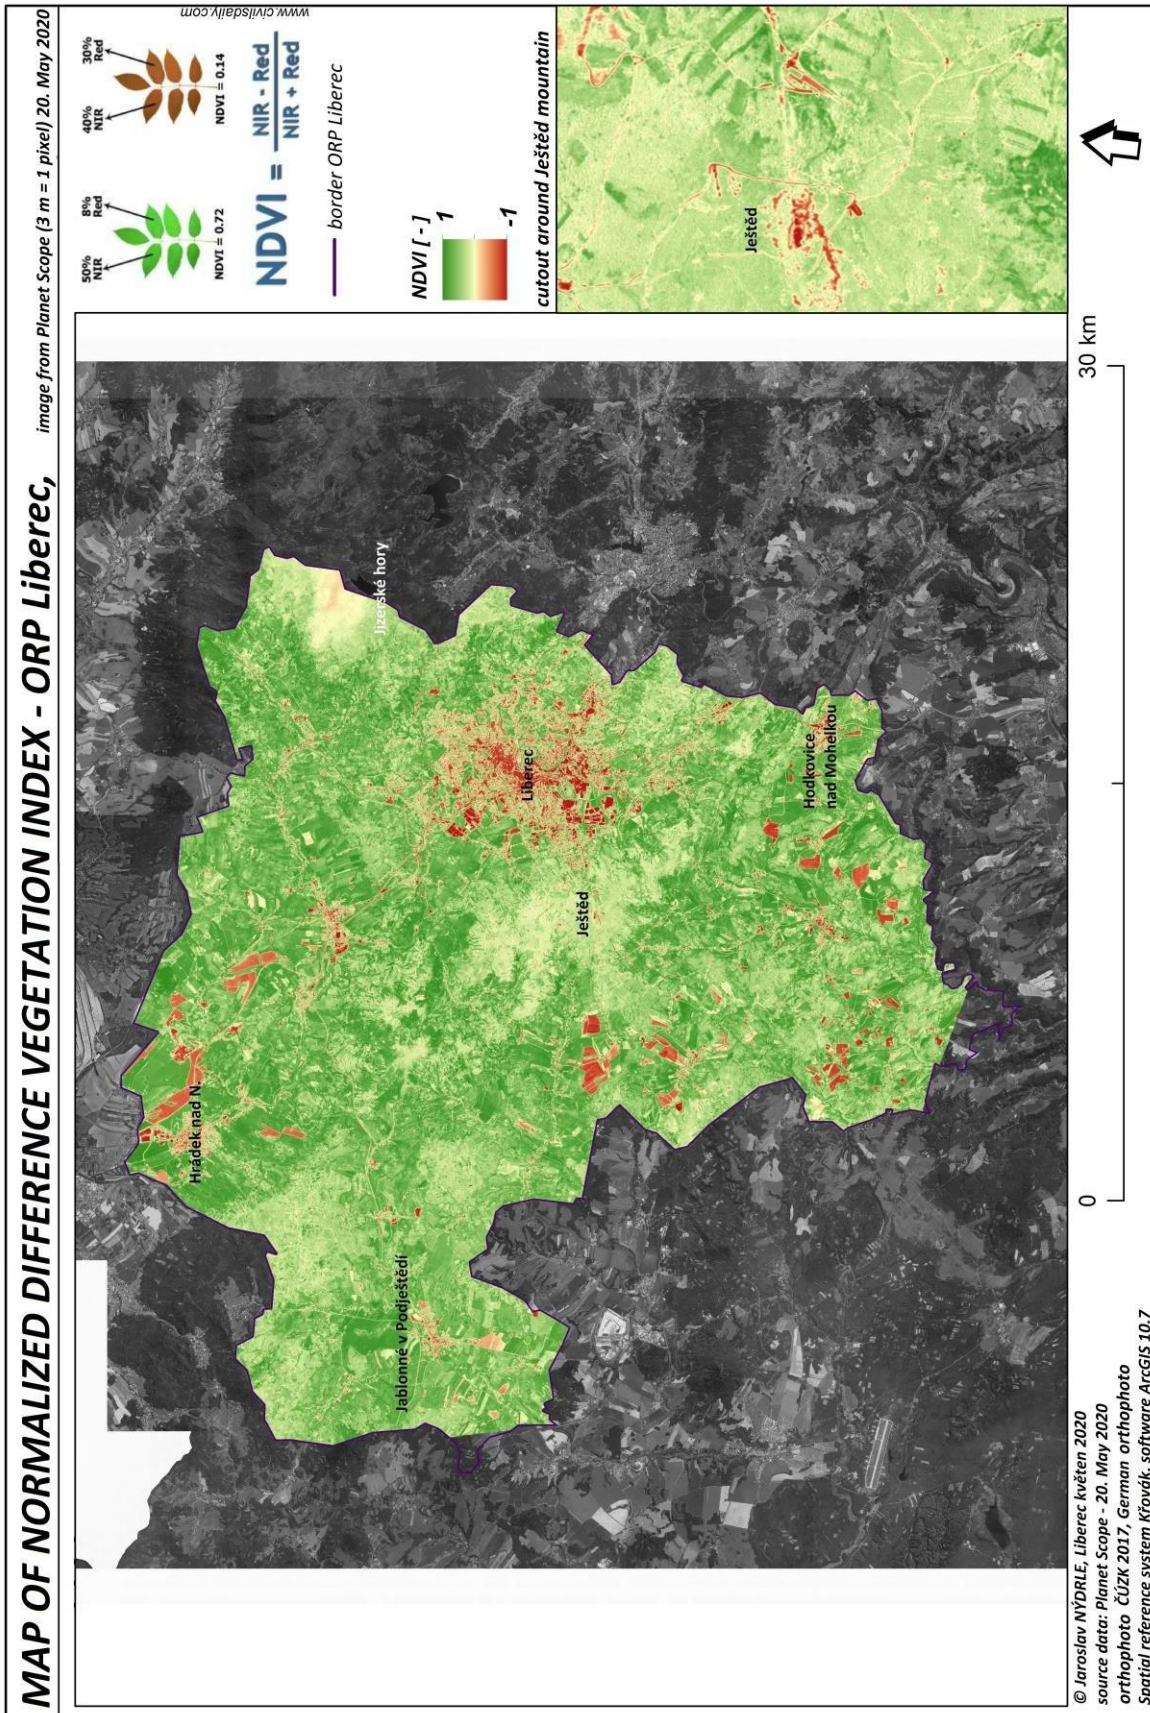 MAP OF NORMALIZED DIFFERENCE VEGETATION INDEX - ORP Liberec, image from Planet Scope (3 m = 1 pixel) 20. May 2020
50% NIR
8% Red
NDVI = 0.72
40% NIR
30% Red
NDVI = 0.14
www.civilsdaily.com
NDVI = NIR - Red
NIR + Red
border ORP Liberec
NDVI [ - ]
1
-1
cutout around Ještěd mountain
Ještěd
Hrádek nad N.
Jizerské hory
Jablonné v Podještědí
Liberec
Ještěd
Hodkovice
nad Mohelkou
0
30 km
© Jaroslav NÝDRLE, Liberec květen 2020
source data: Planet Scope - 20. May 2020
orthophoto ČÚZK 2017, German orthophoto
Spatial reference system Křovák, software ArcGIS 10.7